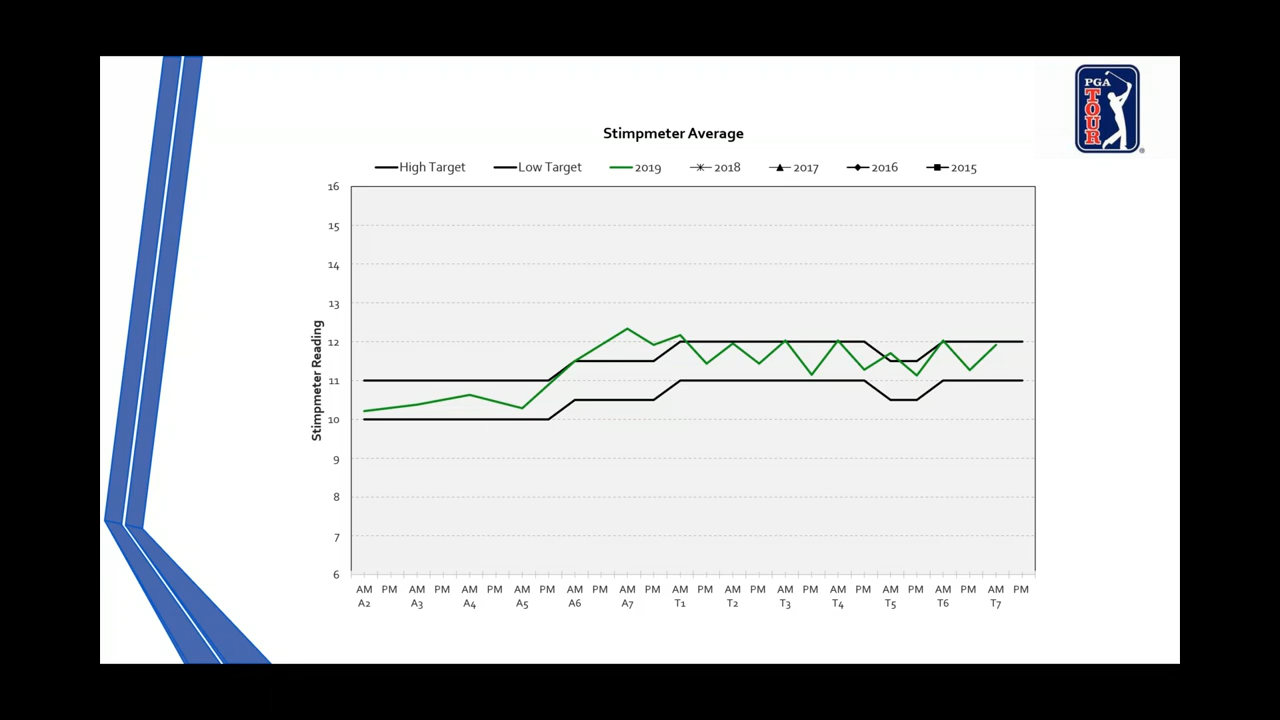 PGA
TOUR
®
Stimpmeter Average
High Target Low Target 2019 2018 2017 2016 2015
Stimpmeter Reading
16
15
14
13
12
11
10
9
8
7
6
AM PM AM PM AM PM AM PM AM PM AM PM AM PM AM PM AM PM AM PM AM PM AM PM AM PM
A2 A3 A4 A5 A6 A7 T1 T2 T3 T4 T5 T6 T7